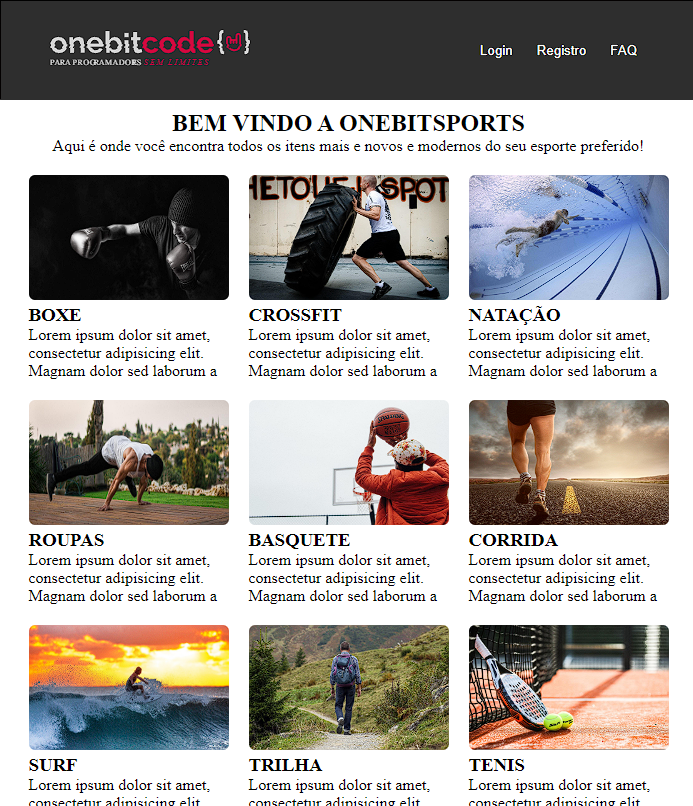 onebitcode{}
PARA PROGRAMADORS SEM LIMITES
Login Registro FAQ
BEM VINDO A ONEBITSPORTS
Aqui é onde você encontra todos os itens mais e novos e modernos do seu esporte preferido!
HETO SPOT
BOXE
Lorem ipsum dolor sit amet,
consectetur adipisicing elit.
Magnam dolor sed laborum a
CROSSFIT
Lorem ipsum dolor sit amet,
consectetur adipisicing elit.
Magnam dolor sed laborum a
NATAÇÃO
Lorem ipsum dolor sit amet,
consectetur adipisicing elit.
Magnam dolor sed laborum a
ROUPAS
Lorem ipsum dolor sit amet,
consectetur adipisicing elit.
Magnam dolor sed laborum a
BASQUETE
Lorem ipsum dolor sit amet,
consectetur adipisicing elit.
Magnam dolor sed laborum a
CORRIDA
Lorem ipsum dolor sit amet,
consectetur adipisicing elit.
Magnam dolor sed laborum a
SURF
Lorem ipsum dolor sit amet,
consectetur adipisicing elit.
TRILHA
Lorem ipsum dolor sit amet,
consectetur adipisicing elit.
TENIS
Lorem ipsum dolor sit amet,
consectetur adipisicing elit.